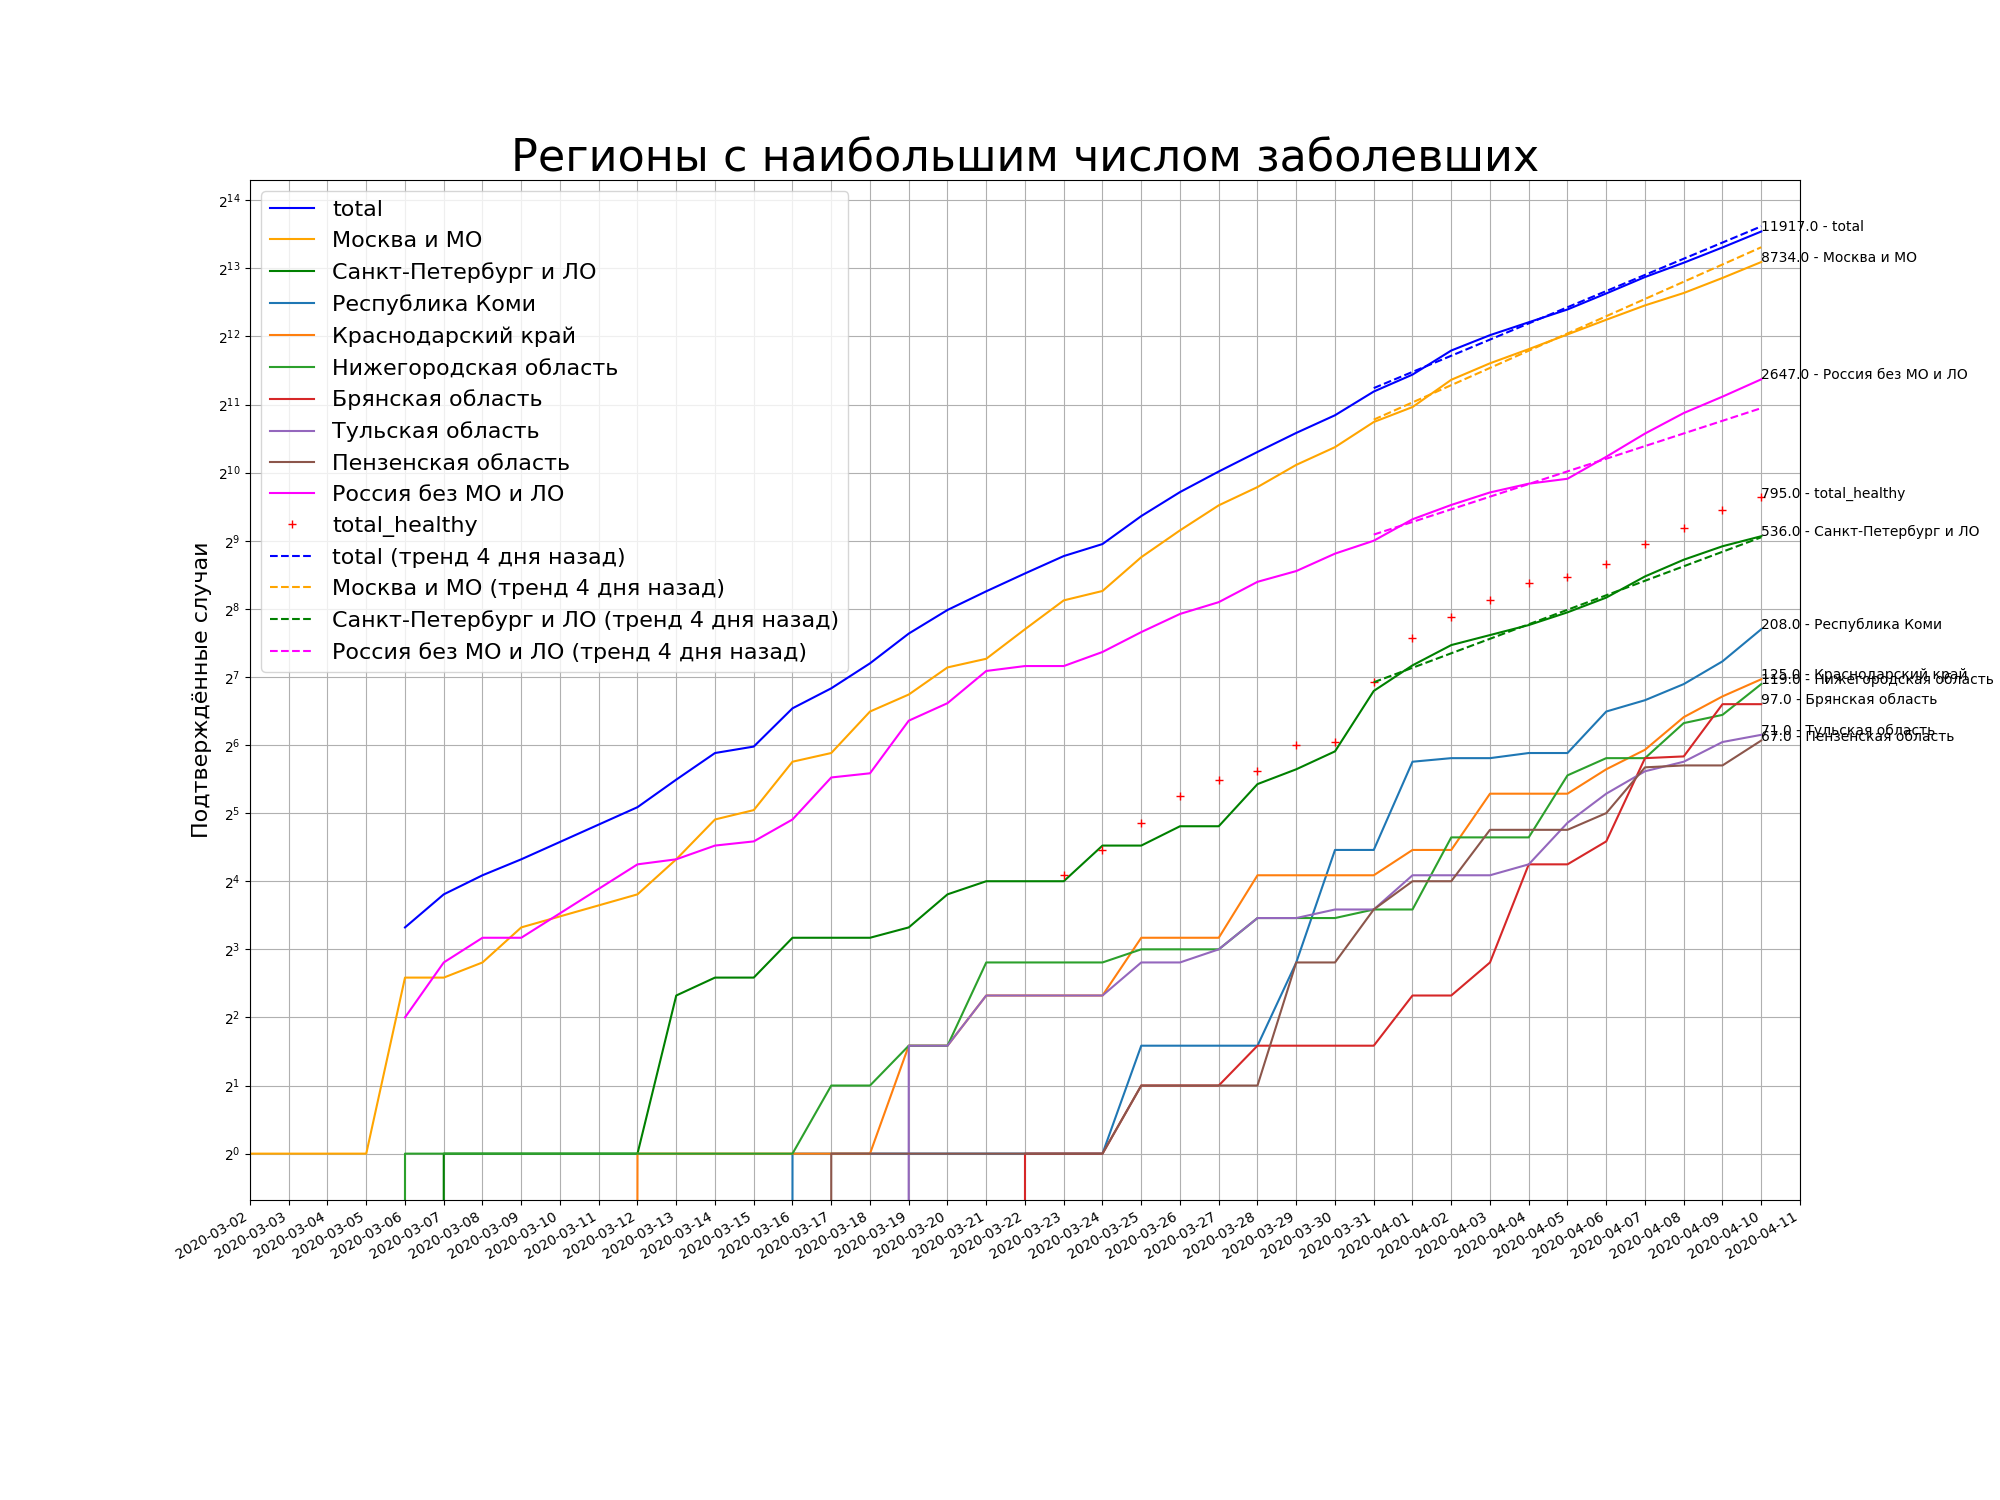 Регионы с наибольшим числом заболевших
Подтверждённые случаи
2^14
2^13
2^12
2^11
2^10
2^9
2^8
2^7
2^6
2^5
2^4
2^3
2^2
2^1
2^0
total
Москва и МО
Санкт-Петербург и ЛО
Республика Коми
Краснодарский край
Нижегородская область
Брянская область
Тульская область
Пензенская область
Россия без МО и ЛО
total_healthy
total (тренд 4 дня назад)
Москва и МО (тренд 4 дня назад)
Санкт-Петербург и ЛО (тренд 4 дня назад)
Россия без МО и ЛО (тренд 4 дня назад)
11917.0 - total
8734.0 - Москва и МО
2647.0 - Россия без МО и ЛО
795.0 - total_healthy
536.0 - Санкт-Петербург и ЛО
208.0 - Республика Коми
125.0 - Краснодарский край
119.0 - Нижегородская область
97.0 - Брянская область
71.0 - Тульская область
67.0 - Пензенская область
2020-03-02
2020-03-03
2020-03-04
2020-03-05
2020-03-06
2020-03-07
2020-03-08
2020-03-09
2020-03-10
2020-03-11
2020-03-12
2020-03-13
2020-03-14
2020-03-15
2020-03-16
2020-03-17
2020-03-18
2020-03-19
2020-03-20
2020-03-21
2020-03-22
2020-03-23
2020-03-24
2020-03-25
2020-03-26
2020-03-27
2020-03-28
2020-03-29
2020-03-30
2020-03-31
2020-04-01
2020-04-02
2020-04-03
2020-04-04
2020-04-05
2020-04-06
2020-04-07
2020-04-08
2020-04-09
2020-04-10
2020-04-11